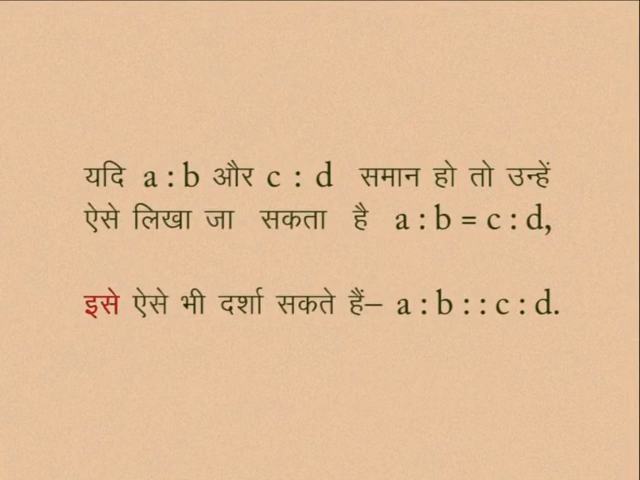 यदि a : b और c : d समान हो तो उन्हें
ऐसे लिखा जा सकता है a : b = c : d,
इसे ऐसे भी दर्शा सकते हैं– a : b : : c : d.